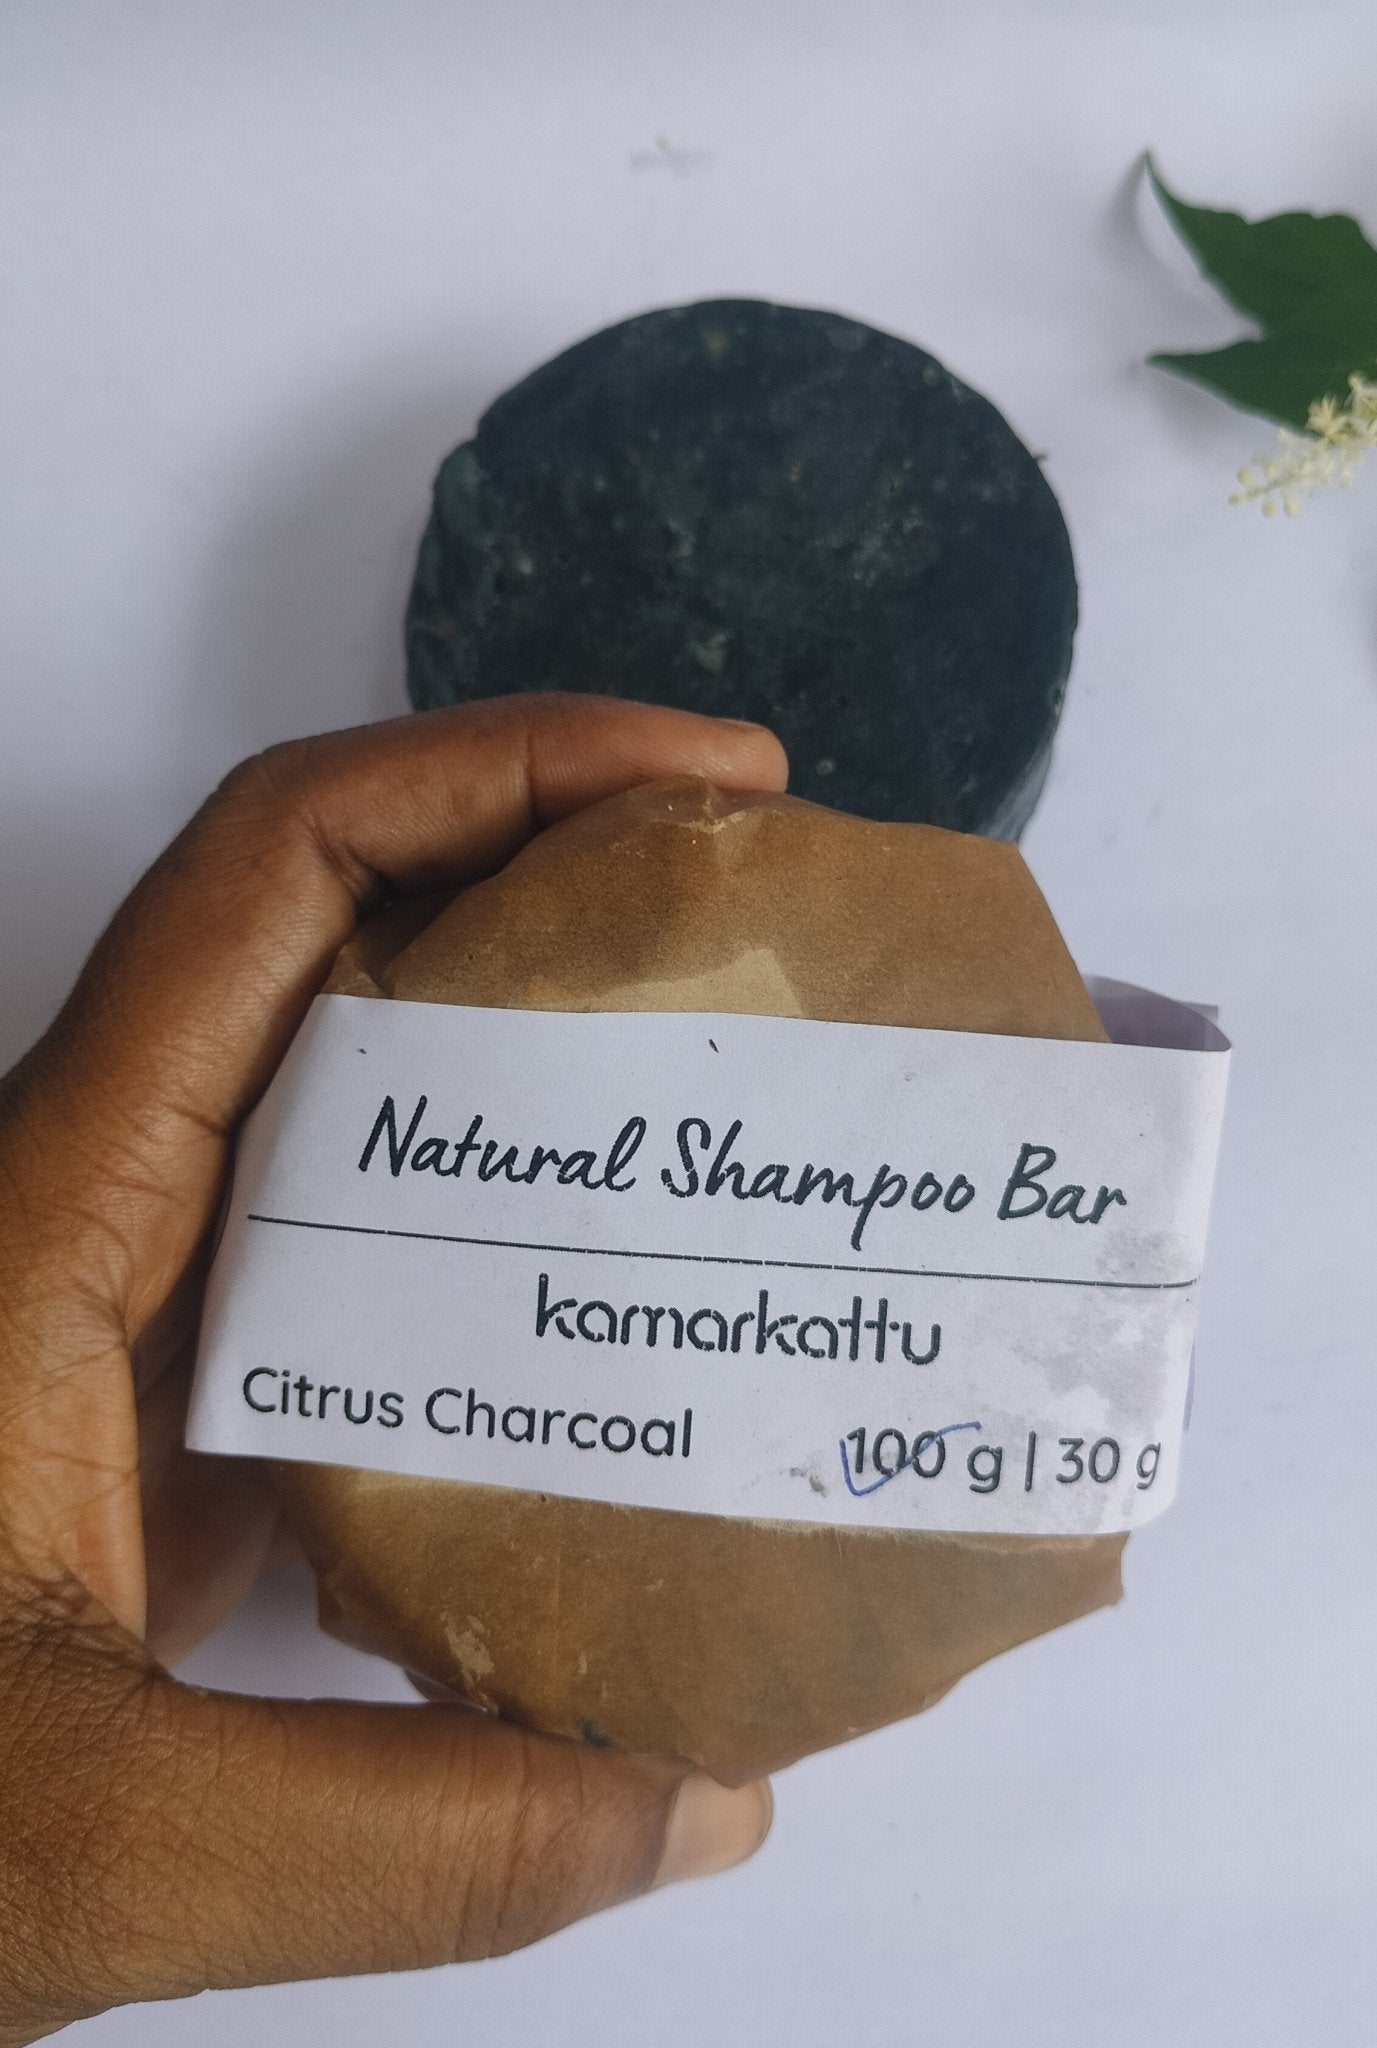 Natural Shampoo Bar
kamarkattu
Citrus Charcoal 100 g | 30 g